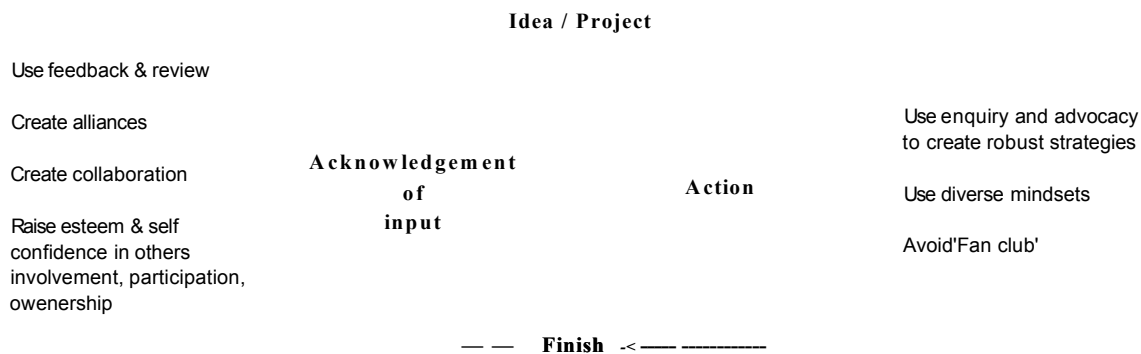 Idea / Project
Use feedback & review
Create alliances
Create collaboration
Raise esteem & self
confidence in others
involvement, participation,
owenership
Acknowledgement
of
input
Action
Use enquiry and advocacy
to create robust strategies
Use diverse mindsets
Avoid'Fan club'
Finish